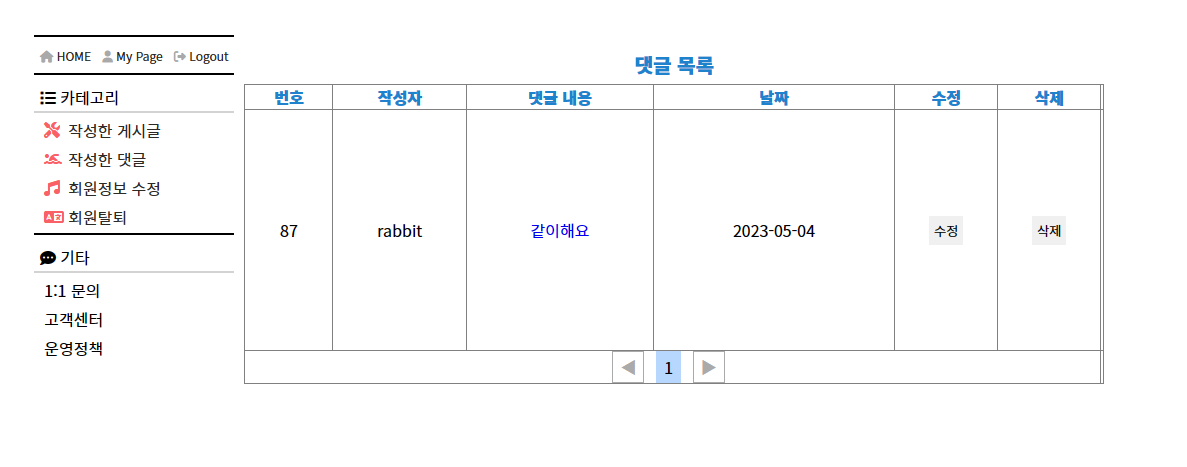 HOME My Page Logout
카테고리
작성한 게시글
작성한 댓글
회원정보 수정
회원탈퇴
기타
1:1 문의
고객센터
운영정책
댓글 목록
번호 작성자 댓글 내용 날짜 수정 삭제
87 rabbit 같이해요 2023-05-04 수정 삭제
◀ 1 ▶